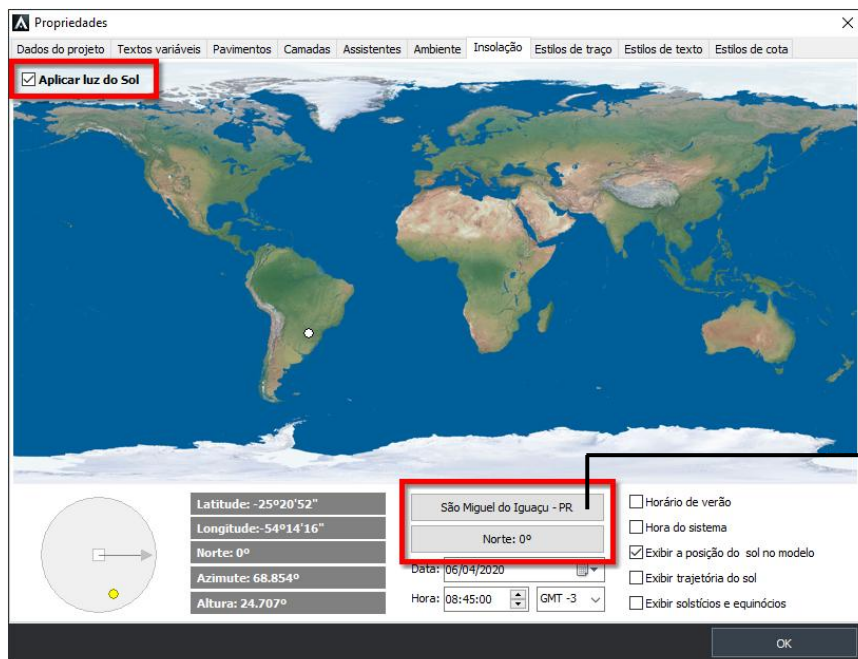 Propriedades
Dados do projeto Textos variáveis Pavimentos Camadas Assistentes Ambiente Insolação Estilos de traço Estilos de texto Estilos de cota
Aplicar luz do Sol
Latitude: -25º20'52"
Longitude:-54º14'16"
Norte: 0º
Azimute: 68.854º
Altura: 24.707º
São Miguel do Iguaçu - PR
Norte: 0º
Data: 06/04/2020
Hora: 08:45:00 GMT -3
Horário de verão
Hora do sistema
Exibir a posição do sol no modelo
Exibir trajetória do sol
Exibir solstícios e equinócios
OK